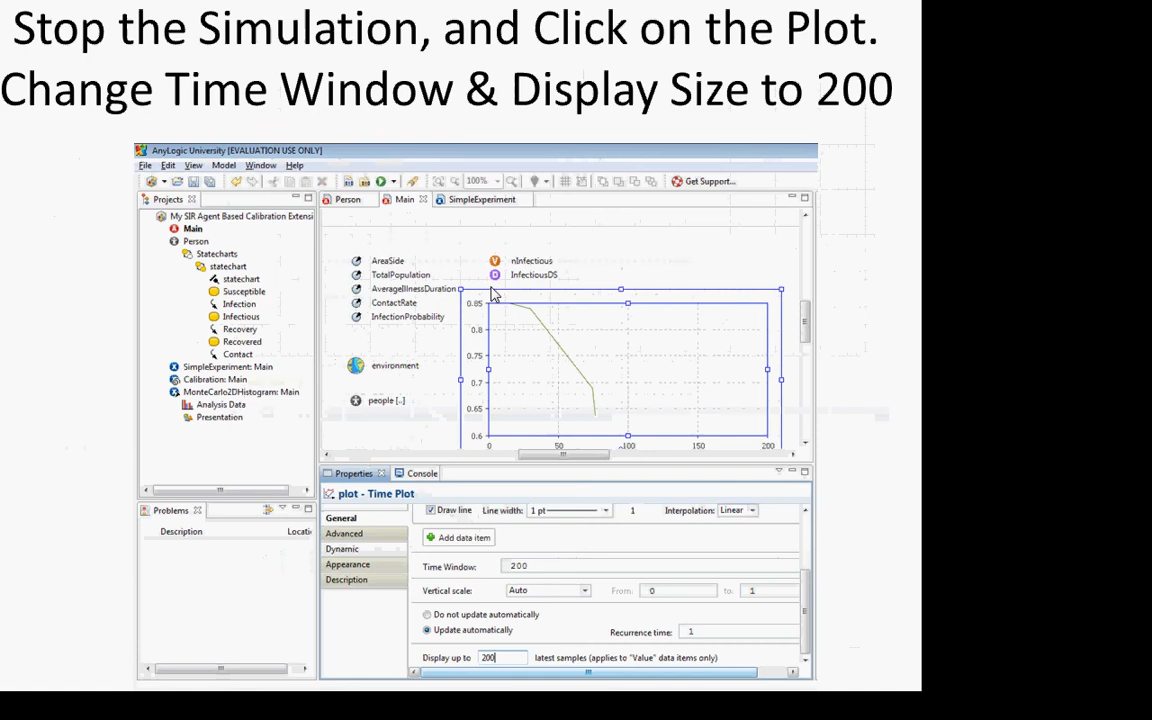 Stop the Simulation, and Click on the Plot.
Change Time Window & Display Size to 200
AnyLogic University [EVALUATION USE ONLY]
File Edit View Model Window Help
100% Get Support...
Projects
Person Main SimpleExperiment
My SIR Agent Based Calibration Extensi
Main
Person
Statecharts
statechart
statechart
Susceptible
Infection
Infectious
Recovery
Recovered
Contact
SimpleExperiment: Main
Calibration: Main
MonteCarlo2DHistogram: Main
Analysis Data
Presentation
AreaSide
TotalPopulation
AverageIllnessDuration
ContactRate
InfectionProbability
environment
people [..]
V nInfectious
D InfectiousDS
0.85
0.8
0.75
0.7
0.65
0.6
0 50 100 150 200
Problems
Description Locati
Properties Console
plot - Time Plot
General
Advanced
Dynamic
Appearance
Description
Draw line Line width: 1 pt 1 Interpolation: Linear
Add data item
Time Window: 200
Vertical scale: Auto From: 0 to: 1
Do not update automatically
Update automatically Recurrence time: 1
Display up to 200 latest samples (applies to "Value" data items only)